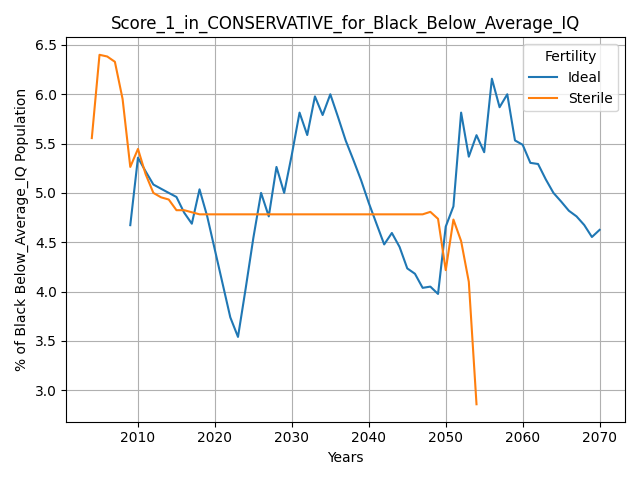 Score_1_in_CONSERVATIVE_for_Black_Below_Average_IQ
% of Black Below_Average_IQ Population
6.5
6.0
5.5
5.0
4.5
4.0
3.5
3.0
Fertility
Ideal
Sterile
2010 2020 2030 2040 2050 2060 2070
Years